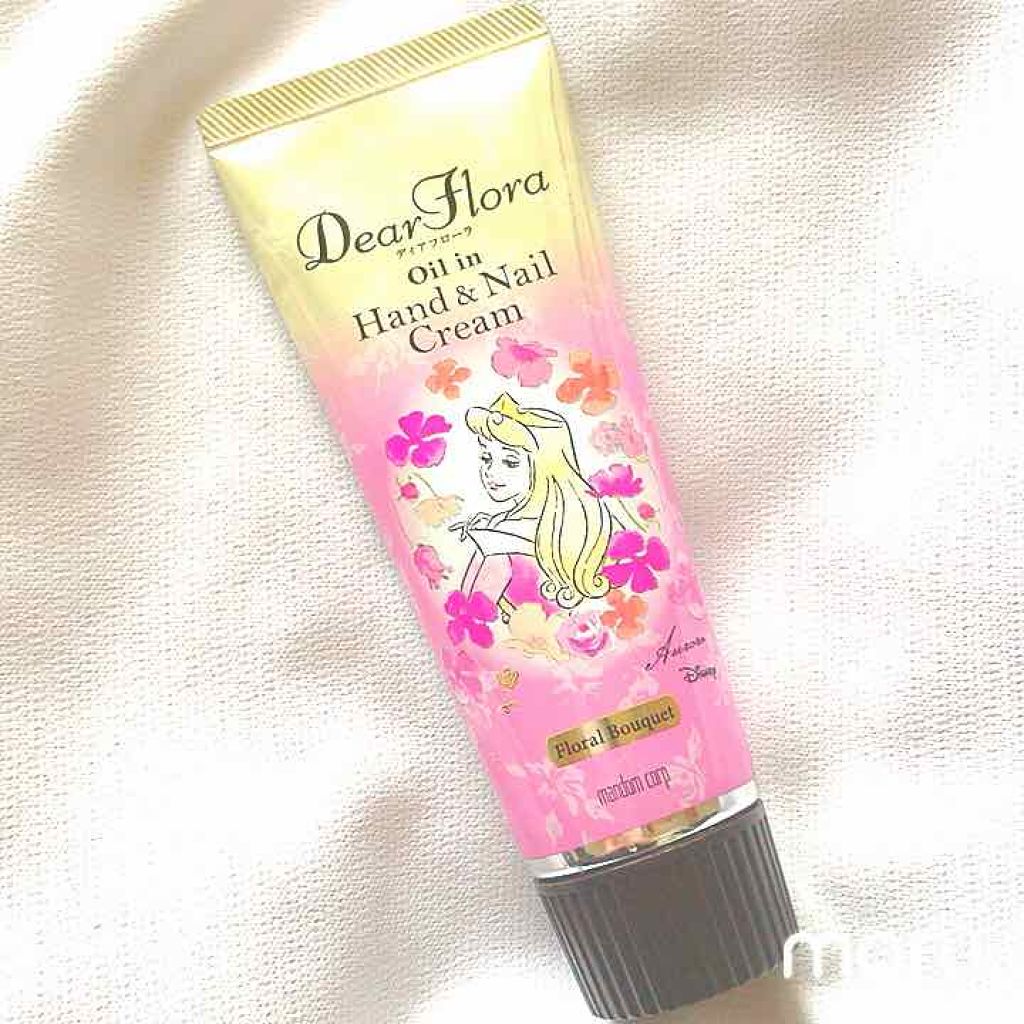 Dear Flora
ディアフローラ
Oil in
Hand & Nail
Cream
Aurora
Disney
Floral Bouquet
mandom corp.